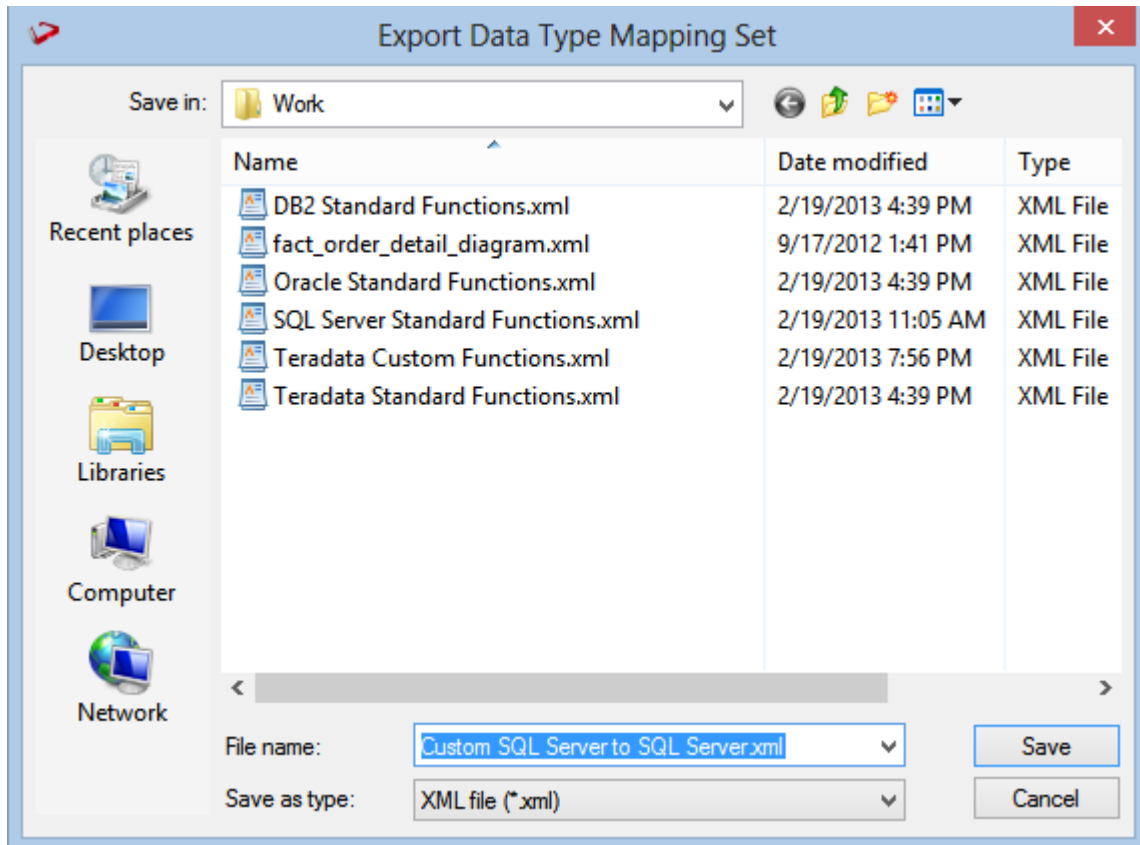 Export Data Type Mapping Set
Save in: Work
Name Date modified Type
DB2 Standard Functions.xml 2/19/2013 4:39 PM XML File
fact_order_detail_diagram.xml 9/17/2012 1:41 PM XML File
Oracle Standard Functions.xml 2/19/2013 4:39 PM XML File
SQL Server Standard Functions.xml 2/19/2013 11:05 AM XML File
Teradata Custom Functions.xml 2/19/2013 7:56 PM XML File
Teradata Standard Functions.xml 2/19/2013 4:39 PM XML File
Recent places
Desktop
Libraries
Computer
Network
File name: Custom SQL Server to SQL Server.xml Save
Save as type: XML file (*.xml) Cancel